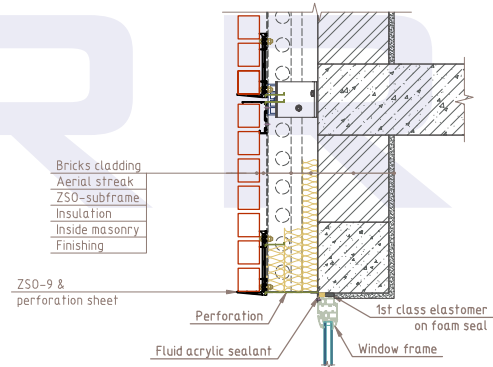 Bricks cladding
Aerial streak
ZSO-subframe
Insulation
Inside masonry
Finishing
ZSO-9 &
perforation sheet
Perforation
Fluid acrylic sealant
1st class elastomer
on foam seal
Window frame